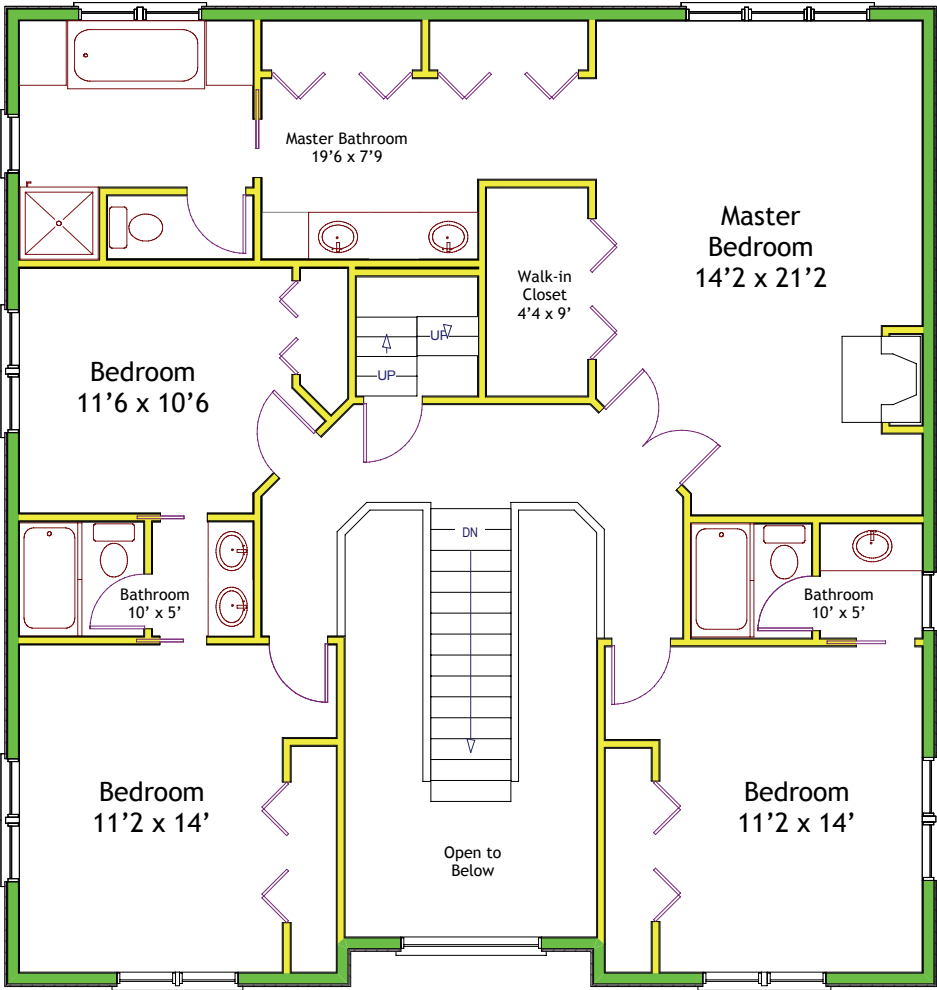 Master Bathroom
19’6 x 7’9
Master
Bedroom
14’2 x 21’2
Walk-in
Closet
4’4 x 9’
UP
UP
Bedroom
11’6 x 10’6
DN
Bathroom
10’ x 5’
Bathroom
10’ x 5’
Bedroom
11’2 x 14’
Bedroom
11’2 x 14’
Open to
Below